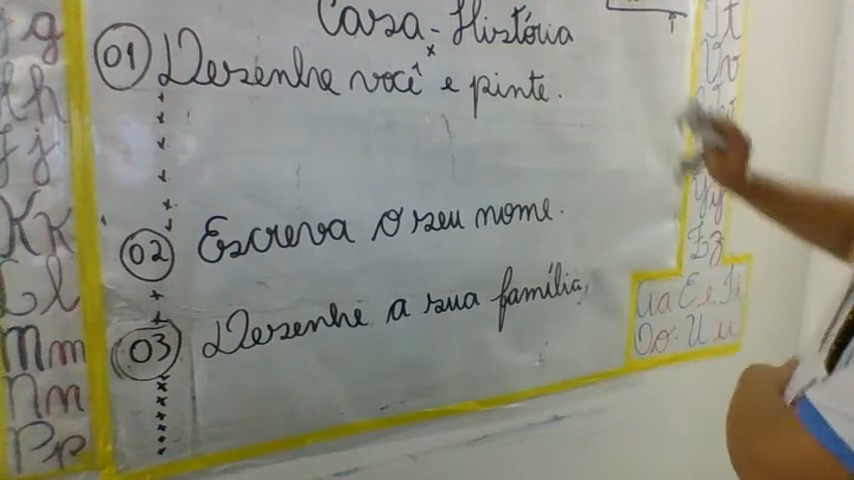 Casa - História
01 Desenhe você e pinte.
02 Escreva o seu nome.
03 Desenhe a sua família,
g
h
J j
K k
L l
M m
N n
P p
T t
V v
Y y
Z z
A a E e I i
O o - U u